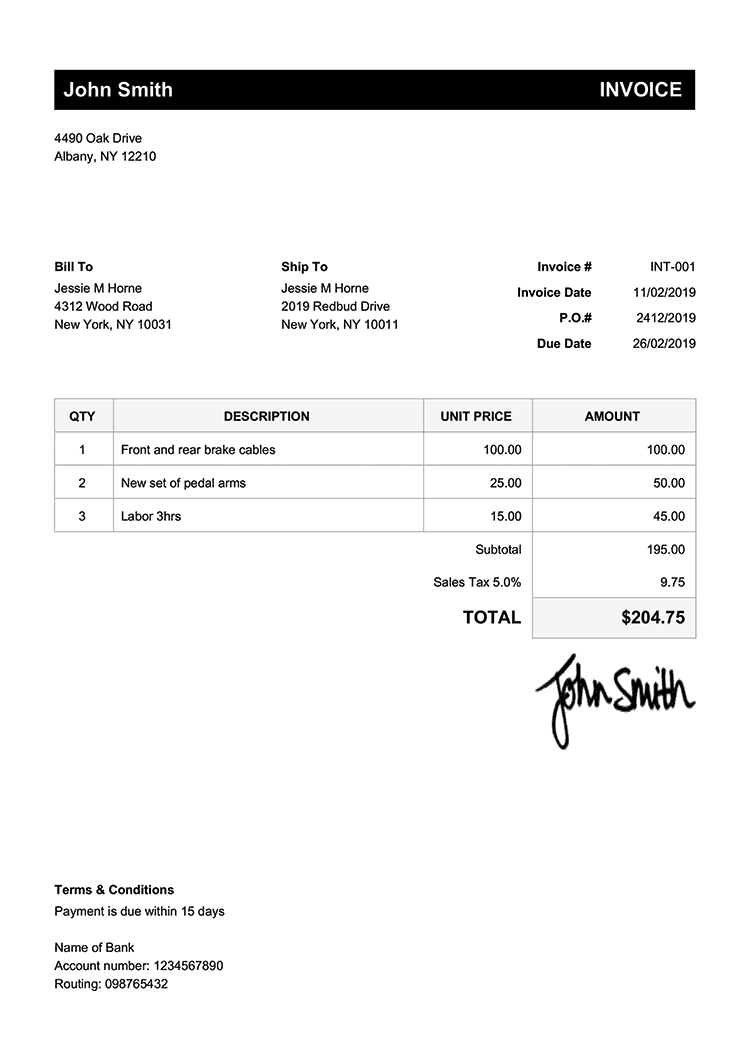 John Smith INVOICE
4490 Oak Drive
Albany, NY 12210
Bill To
Jessie M Horne
4312 Wood Road
New York, NY 10031
Ship To
Jessie M Horne
2019 Redbud Drive
New York, NY 10011
Invoice # INT-001
Invoice Date 11/02/2019
P.O.# 2412/2019
Due Date 26/02/2019
QTY DESCRIPTION UNIT PRICE AMOUNT
1 Front and rear brake cables 100.00 100.00
2 New set of pedal arms 25.00 50.00
3 Labor 3hrs 15.00 45.00
Subtotal 195.00
Sales Tax 5.0% 9.75
TOTAL $204.75
John Smith
Terms & Conditions
Payment is due within 15 days
Name of Bank
Account number: 1234567890
Routing: 098765432